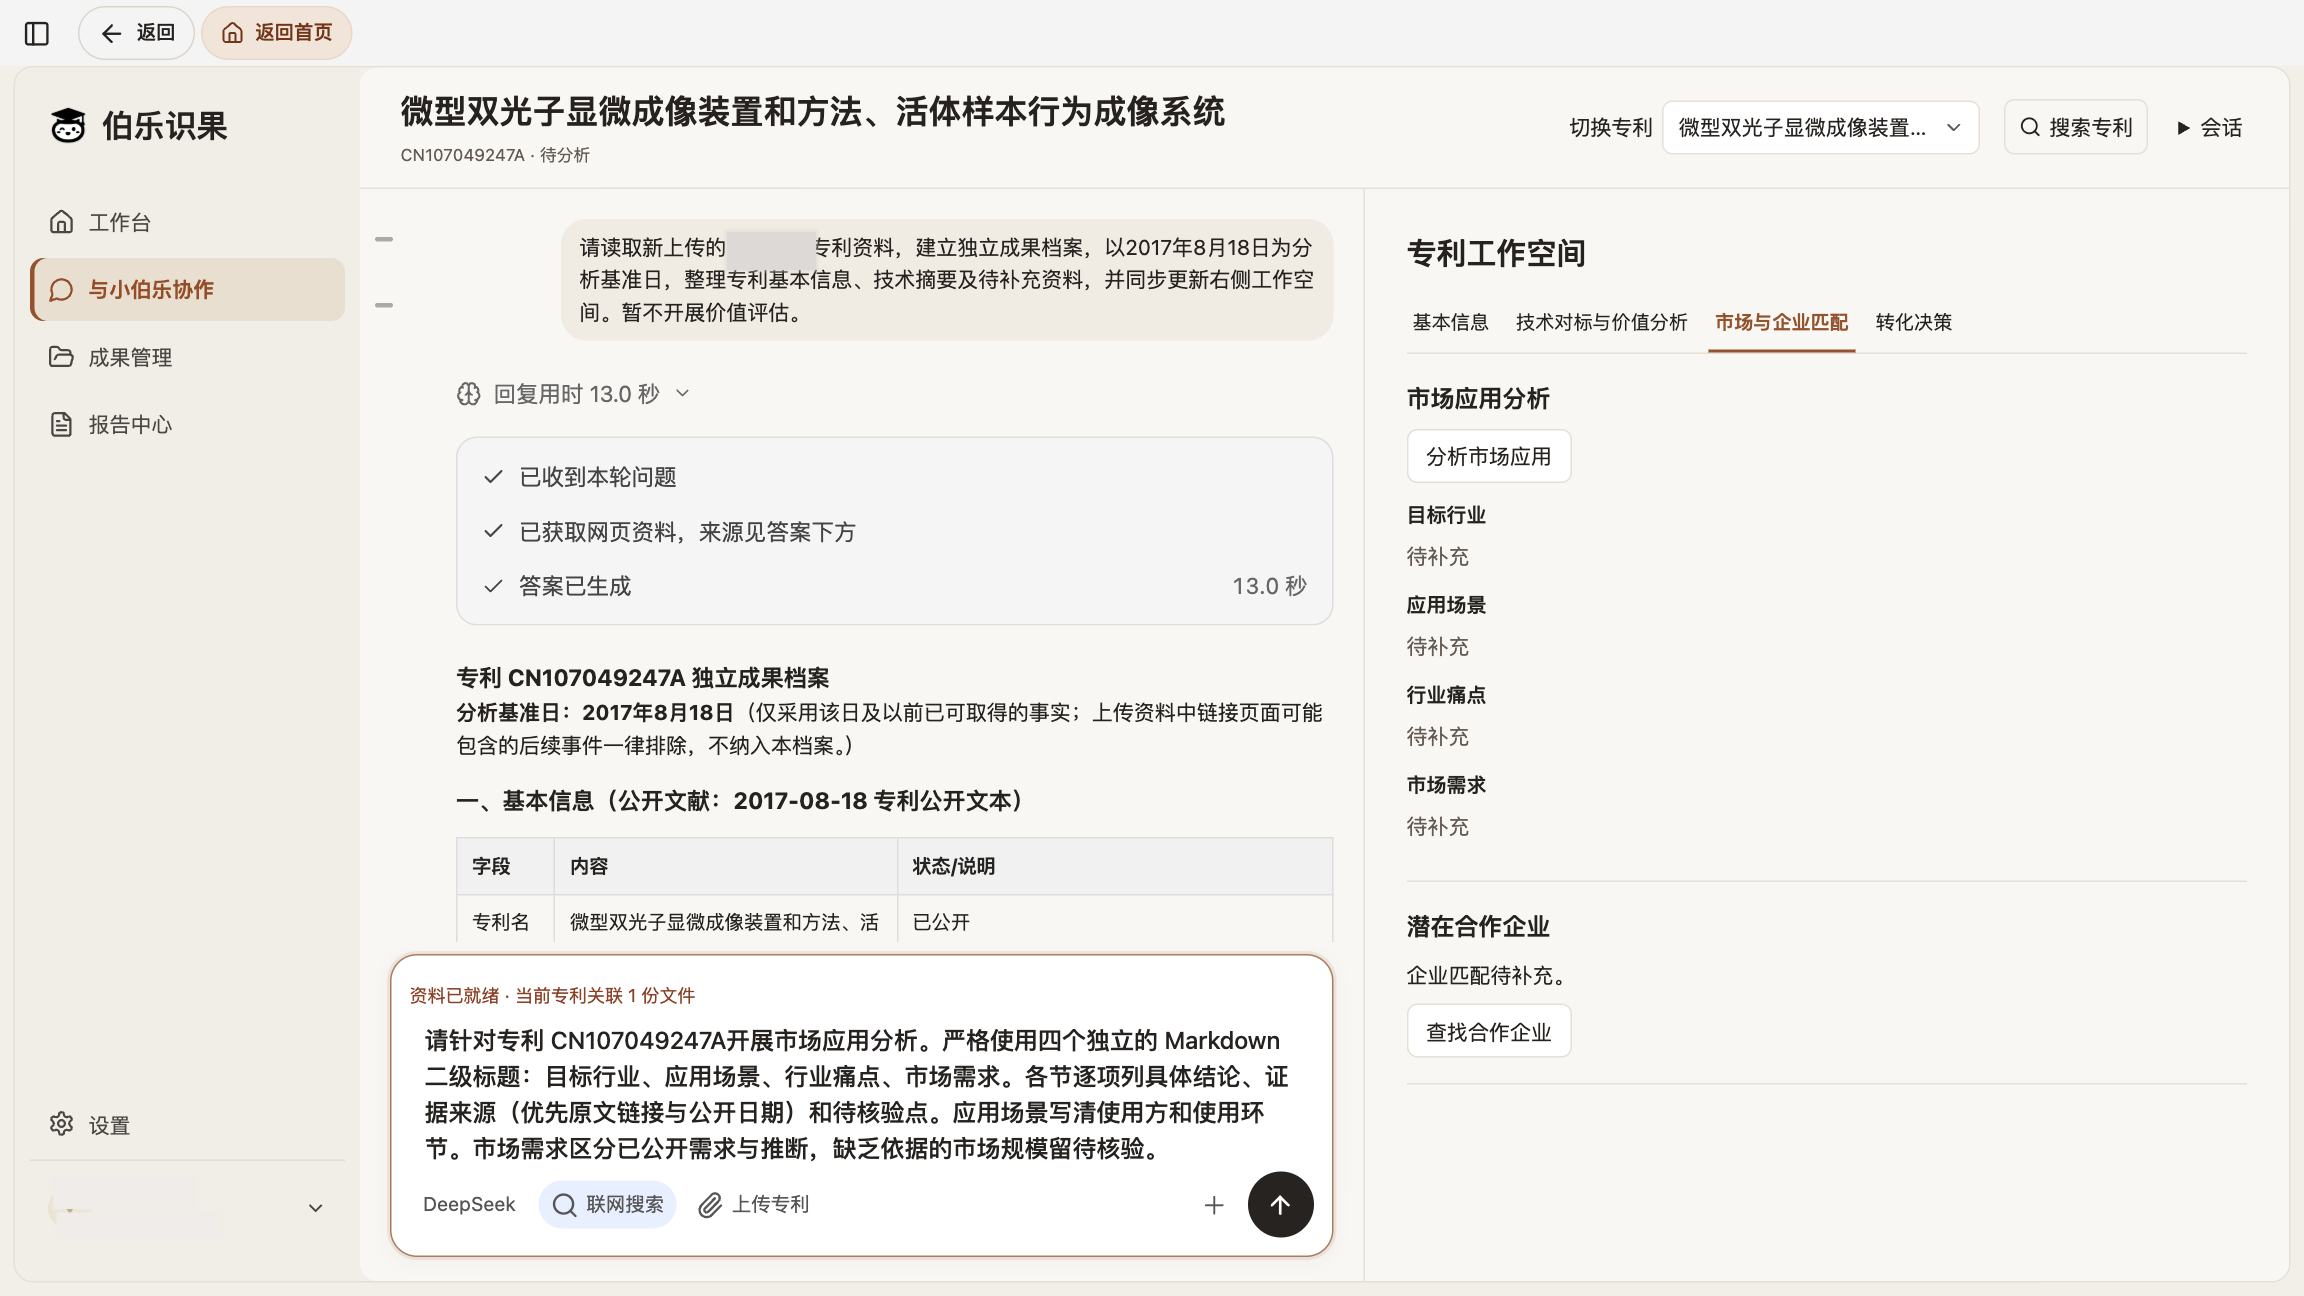 返回
返回首页
伯乐识果
工作台
与小伯乐协作
成果管理
报告中心
设置
微型双光子显微成像装置和方法、活体样本行为成像系统
CN107049247A · 待分析
切换专利
微型双光子显微成像装置...
搜索专利
会话
请读取新上传的 专利资料，建立独立成果档案，以2017年8月18日为分
析基准日，整理专利基本信息、技术摘要及待补充资料，并同步更新右侧工作空
间。暂不开展价值评估。
回复用时 13.0 秒
已收到本轮问题
已获取网页资料，来源见答案下方
答案已生成 13.0 秒
专利 CN107049247A 独立成果档案
分析基准日：2017年8月18日（仅采用该日及以前已可取得的事实；上传资料中链接页面可能
包含的后续事件一律排除，不纳入本档案。）
一、基本信息（公开文献：2017-08-18 专利公开文本）
字段 内容 状态/说明
专利名 微型双光子显微成像装置和方法、活 已公开
资料已就绪 · 当前专利关联 1 份文件
请针对专利 CN107049247A开展市场应用分析。严格使用四个独立的 Markdown
二级标题：目标行业、应用场景、行业痛点、市场需求。各节逐项列具体结论、证
据来源（优先原文链接与公开日期）和待核验点。应用场景写清使用方和使用环
节。市场需求区分已公开需求与推断，缺乏依据的市场规模留待核验。
DeepSeek
联网搜索
上传专利
专利工作空间
基本信息 技术对标与价值分析 市场与企业匹配 转化决策
市场应用分析
分析市场应用
目标行业
待补充
应用场景
待补充
行业痛点
待补充
市场需求
待补充
潜在合作企业
企业匹配待补充。
查找合作企业